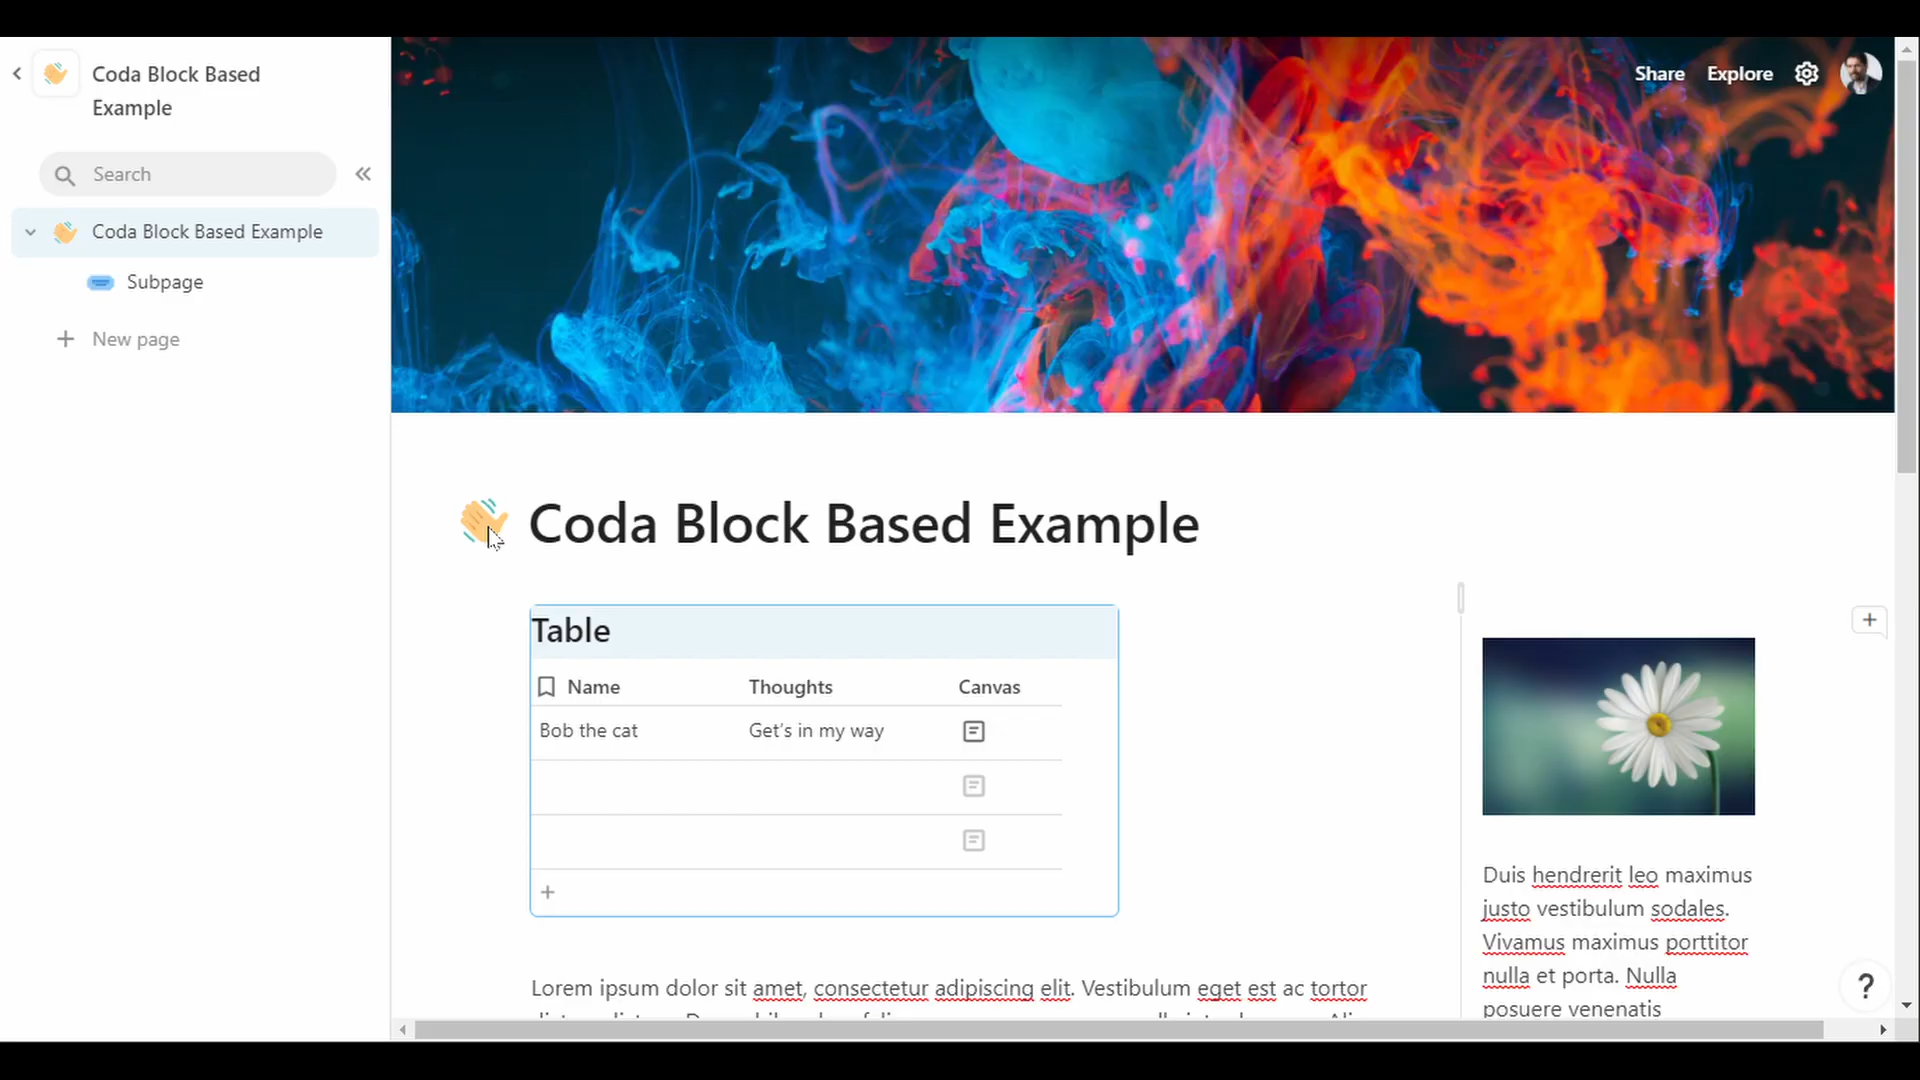 Coda Block Based
Example
Search
Coda Block Based Example
Subpage
New page
Share Explore
Coda Block Based Example
Table
Name Thoughts Canvas
Bob the cat Get's in my way
Lorem ipsum dolor sit amet, consectetur adipiscing elit. Vestibulum eget est ac tortor
Duis hendrerit leo maximus
justo vestibulum sodales.
Vivamus maximus porttitor
nulla et porta. Nulla
posuere venenatis
?